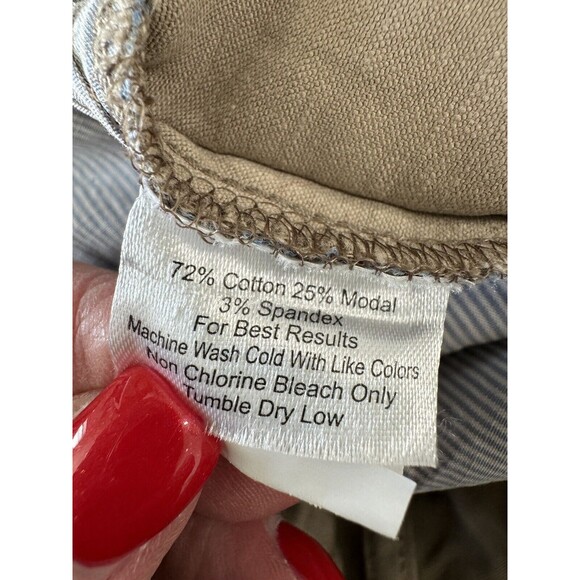 72% Cotton 25% Modal
3% Spandex
For Best Results
Machine Wash Cold With Like Colors
Non Chlorine Bleach Only
Tumble Dry Low